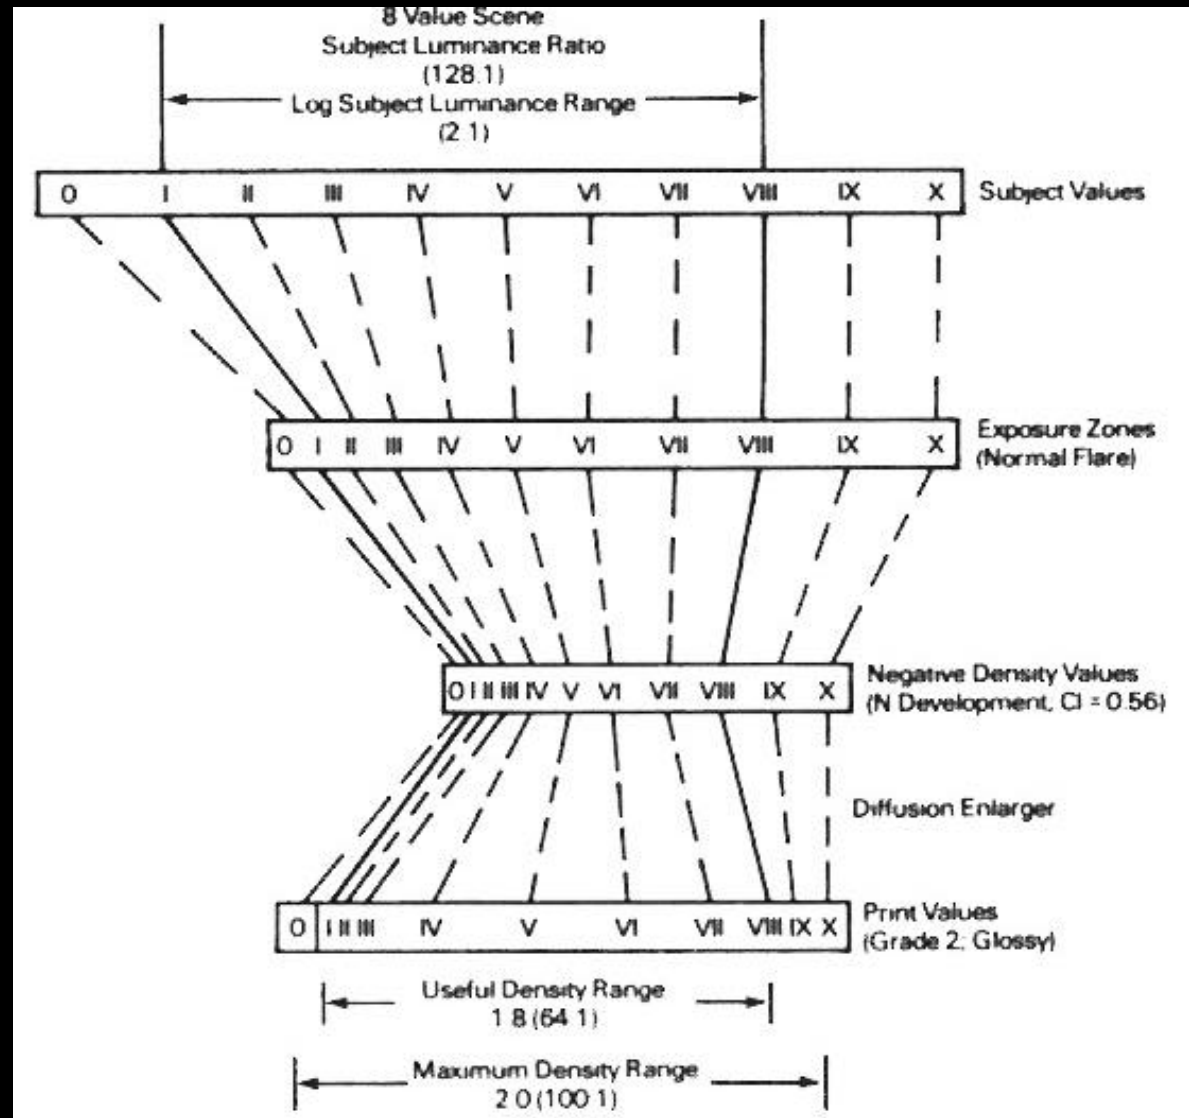 8 Value Scene
Subject Luminance Ratio
(128.1)
Log Subject Luminance Range
(2 1)
O I II III IV V VI VII VIII IX X Subject Values
O I II III IV V VI VII VIII IX X Exposure Zones
(Normal Flare)
O I II III IV V VI VII VIII IX X Negative Density Values
(N Development, CI = 0.56)
Diffusion Enlarger
O I II III IV V VI VII VIII IX X Print Values
(Grade 2; Glossy)
Useful Density Range
1 8 (64 1)
Maximum Density Range
2 0 (100 1)